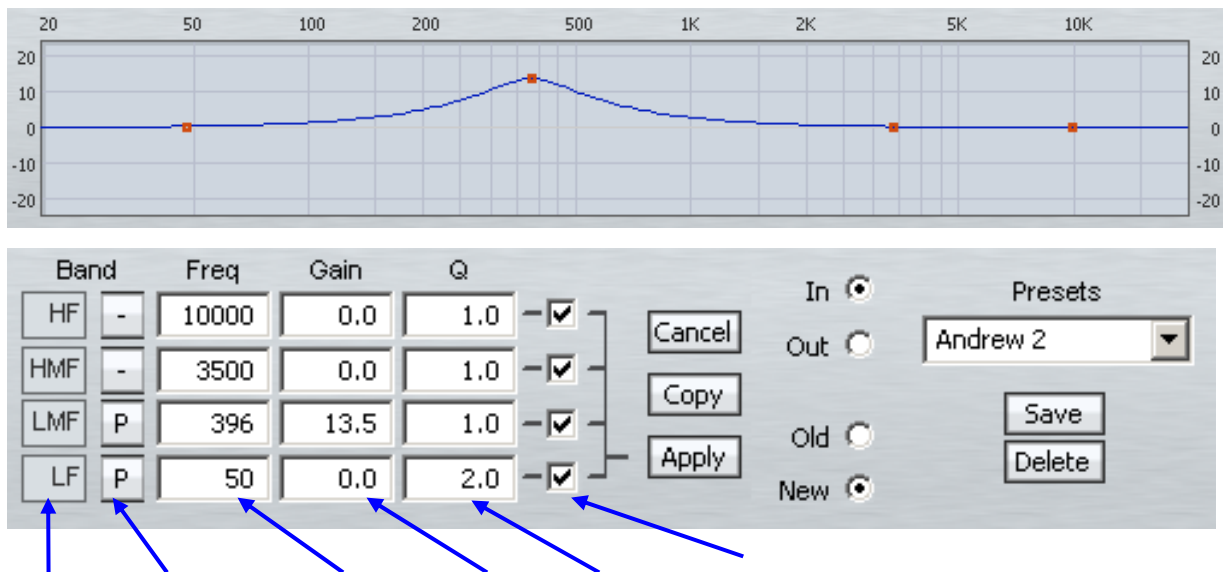 20 50 100 200 500 1K 2K 5K 10K
20 20
10 10
0 0
-10 -10
-20 -20
Band Freq Gain Q
HF - 10000 0.0 1.0
HMF - 3500 0.0 1.0
LMF P 396 13.5 1.0
LF P 50 0.0 2.0
Cancel
Copy
Apply
In
Out
Old
New
Presets
Andrew 2
Save
Delete